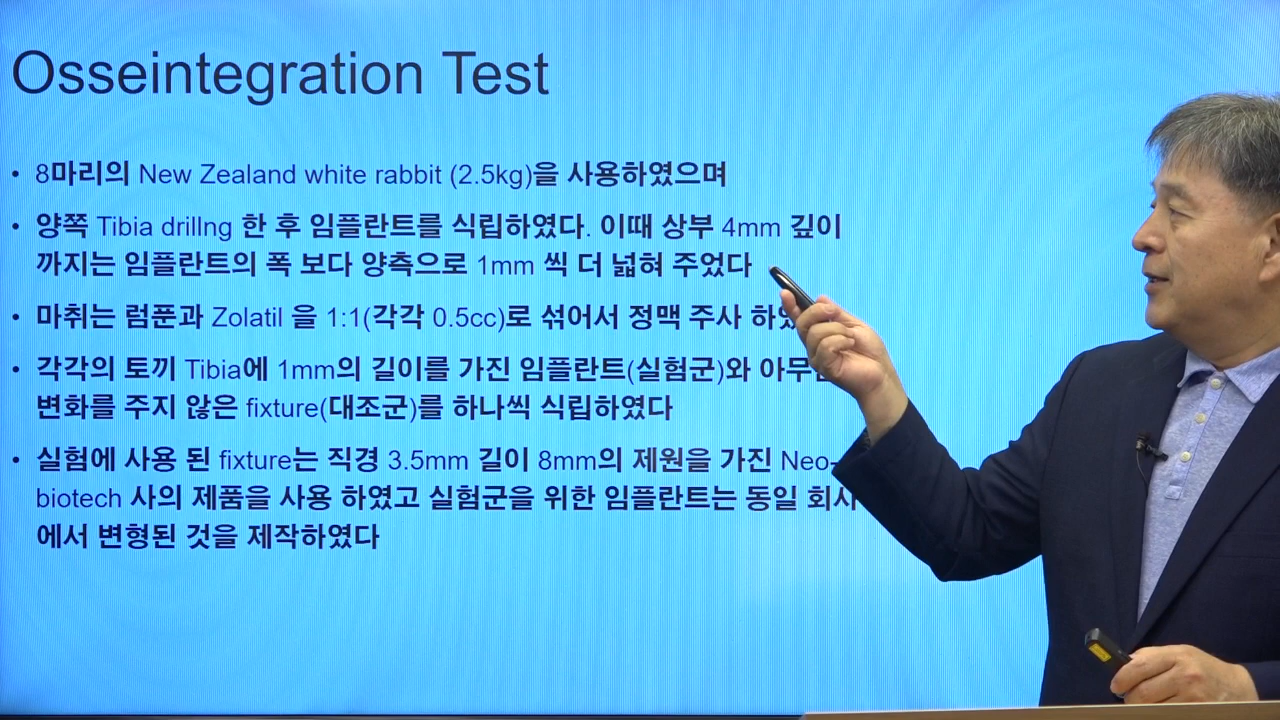 Osseintegration Test
• 8마리의 New Zealand white rabbit (2.5kg)을 사용하였으며
• 양쪽 Tibia drillng 한 후 임플란트를 식립하였다. 이때 상부 4mm 깊이
까지는 임플란트의 폭 보다 양측으로 1mm 씩 더 넓혀 주었다
• 마취는 럼푼과 Zolatil 을 1:1(각각 0.5cc)로 섞어서 정맥 주사
• 각각의 토끼 Tibia에 1mm의 길이를 가진 임플란트(실험군)와
변화를 주지 않은 fixture(대조군)를 하나씩 식립하였다
• 실험에 사용 된 fixture는 직경 3.5mm 길이 8mm의 제원을 가진 Neo-
biotech 사의 제품을 사용 하였고 실험군을 위한 임플란트는 동일 회사
에서 변형된 것을 제작하였다